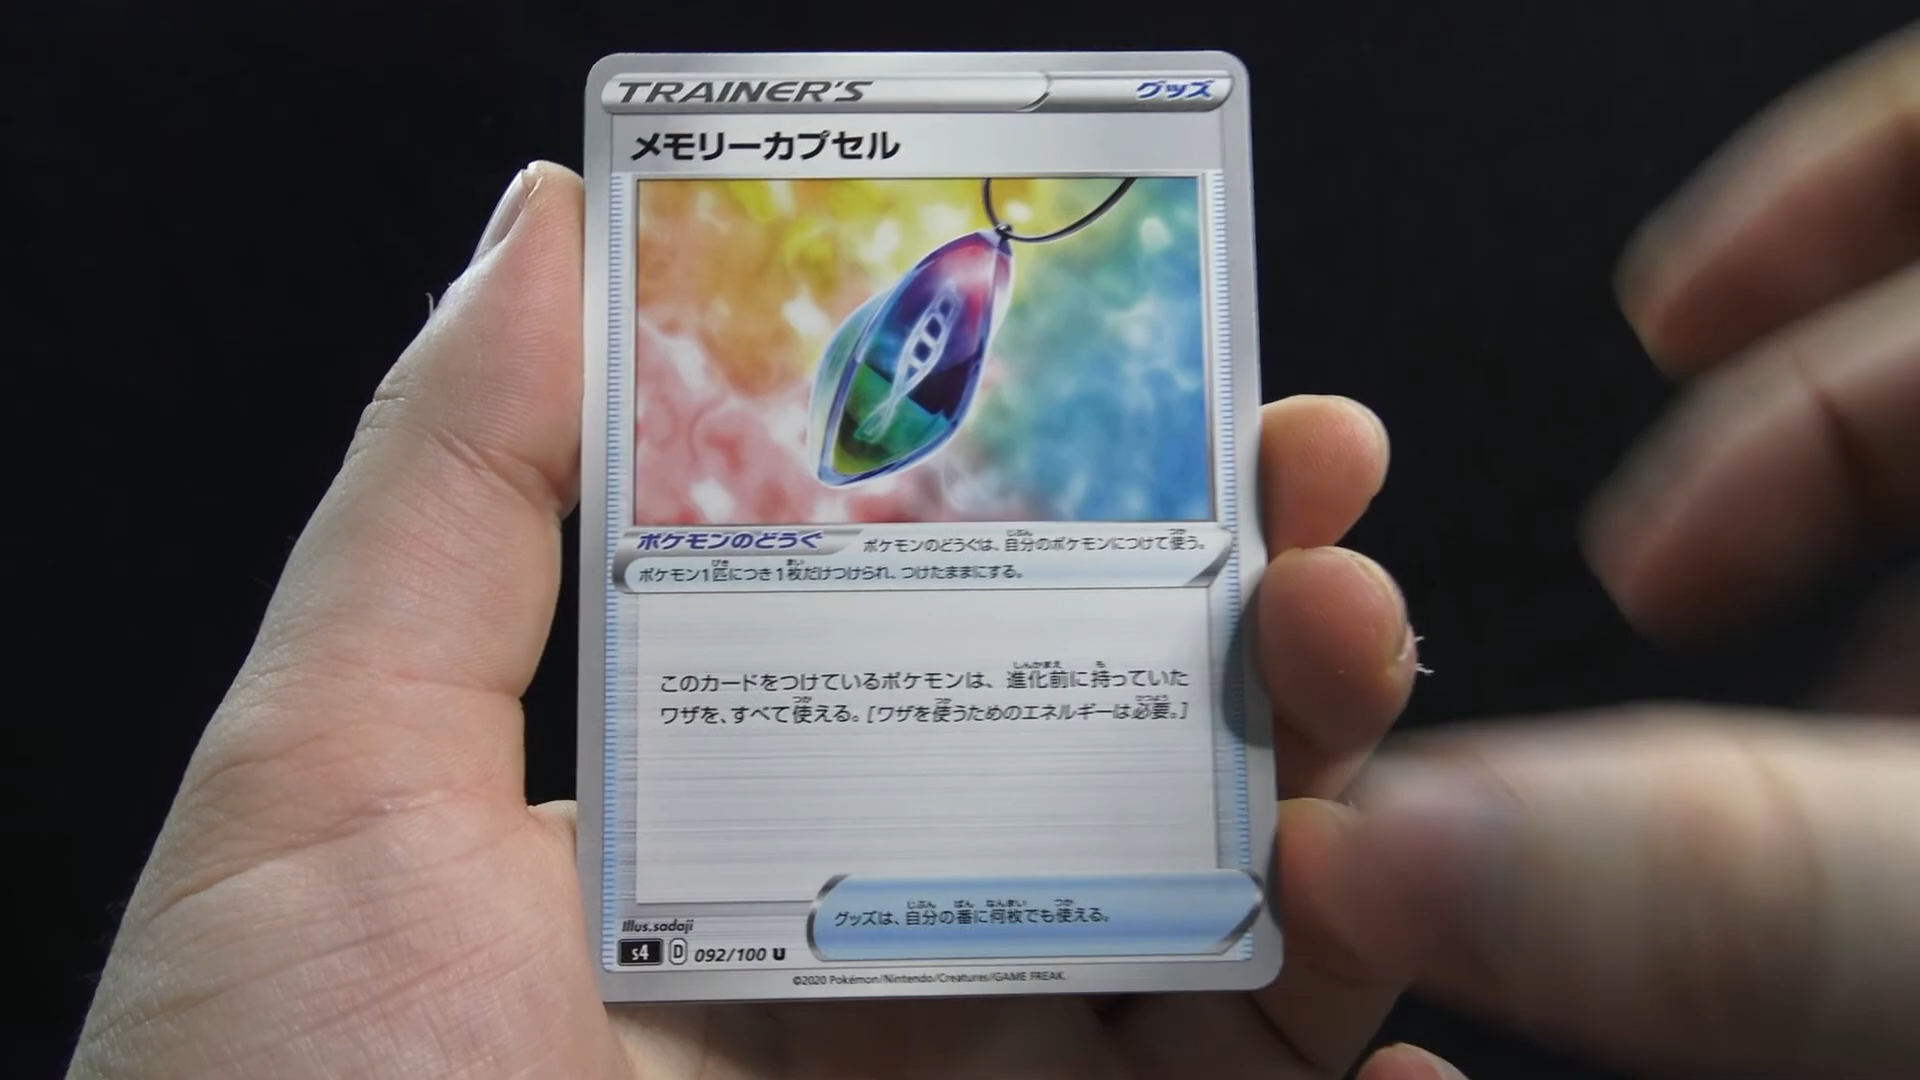 TRAINER'S グッズ
メモリーカプセル
ポケモンのどうぐ ポケモンのどうぐは、自分のポケモンにつけて使う。
ポケモン1匹につき1枚だけつけられ、つけたままにする。
このカードをつけているポケモンは、進化前に持っていた
ワザを、すべて使える。[ワザを使うためのエネルギーは必要。]
グッズは、自分の番に何枚でも使える。
Illus.sadaji
s4 D 092/100 U
©2020 Pokémon/Nintendo/Creatures/GAME FREAK.